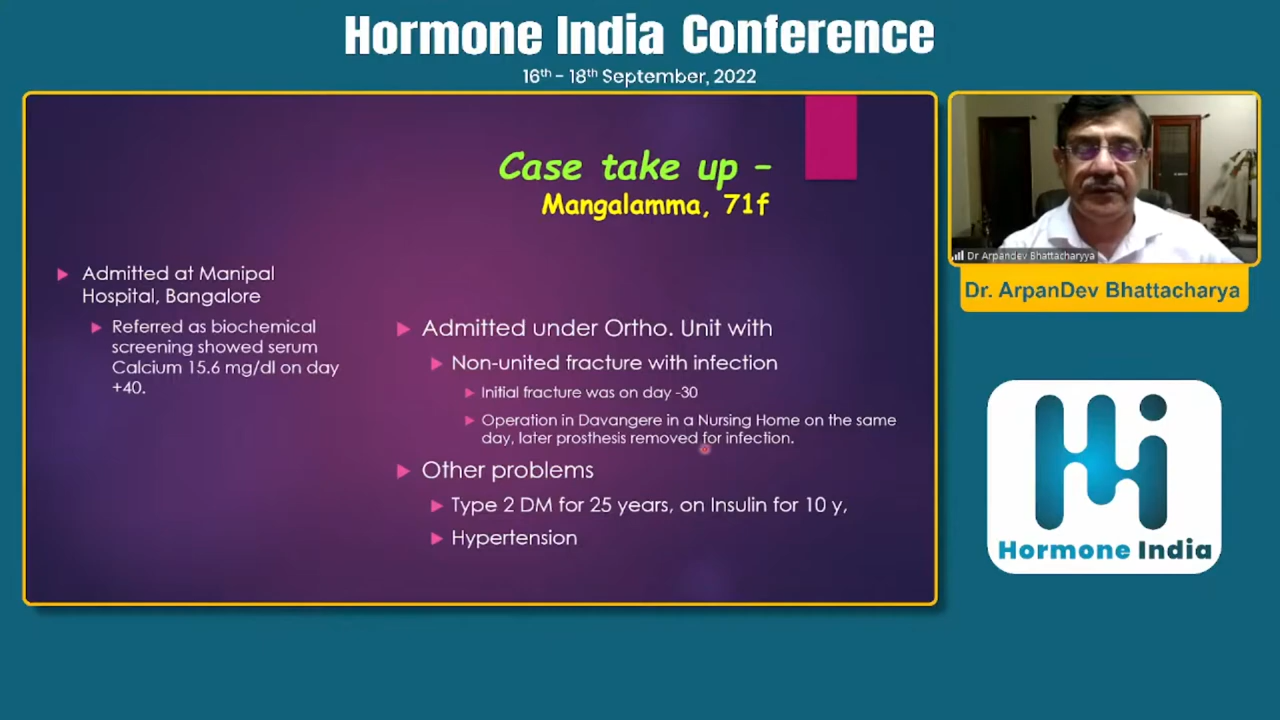 Hormone India Conference
16th - 18th September, 2022
Case take up –
Mangalamma, 71f
Admitted at Manipal
Hospital, Bangalore
Referred as biochemical
screening showed serum
Calcium 15.6 mg/dl on day
+40.
Admitted under Ortho. Unit with
Non-united fracture with infection
Initial fracture was on day -30
Operation in Davangere in a Nursing Home on the same
day, later prosthesis removed for infection.
Other problems
Type 2 DM for 25 years, on Insulin for 10 y,
Hypertension
Dr Arpandev Bhattacharyya
Dr. ArpanDev Bhattacharya
Hormone India